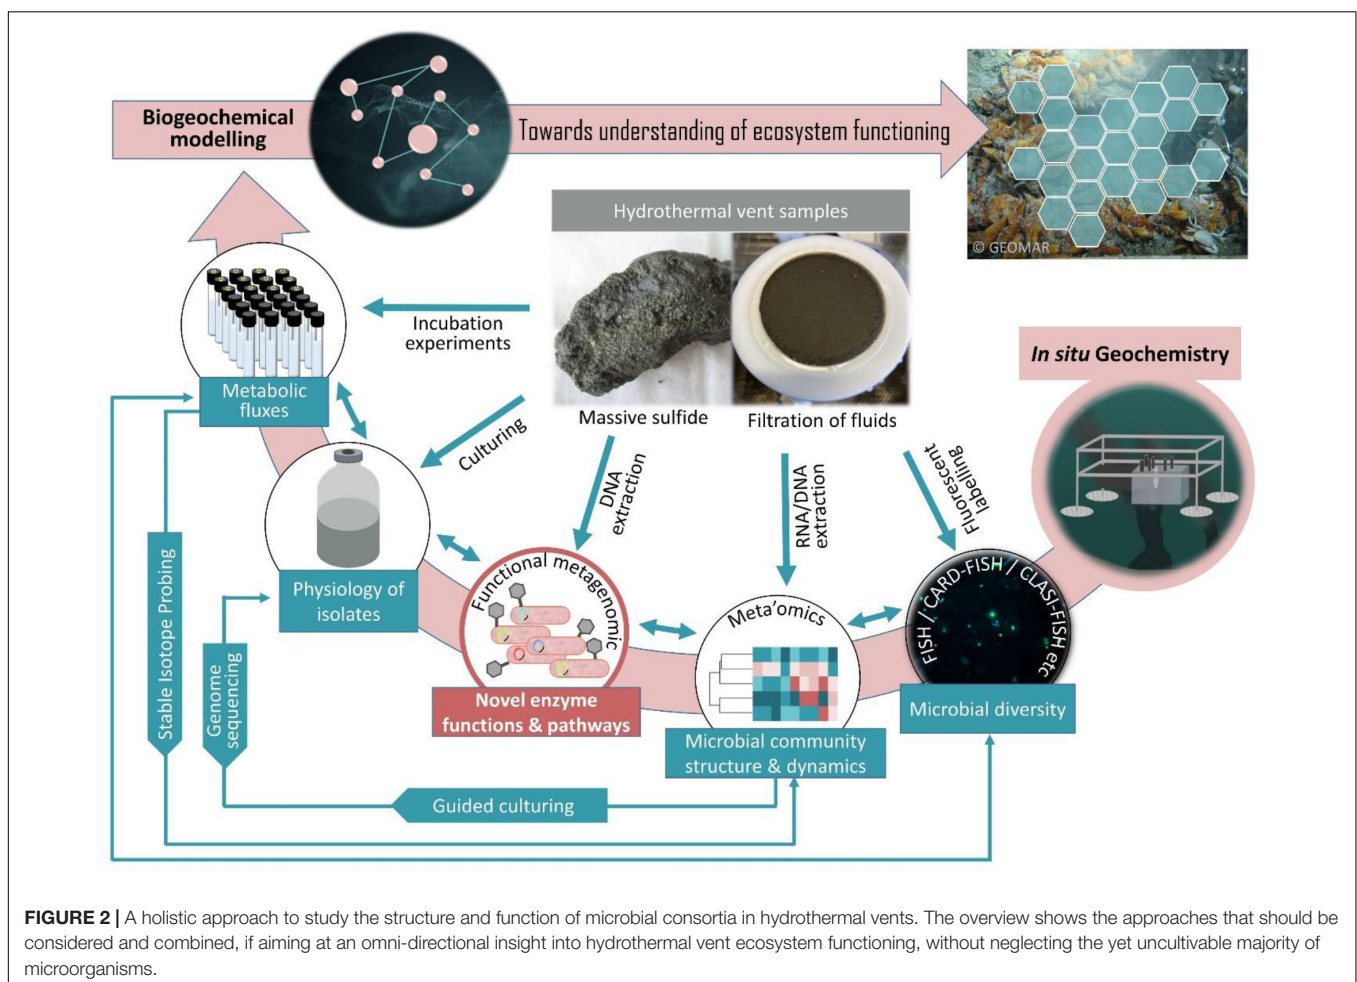 Biogeochemical
modelling
Towards understanding of ecosystem functioning
© GEOMAR
Hydrothermal vent samples
Massive sulfide
Filtration of fluids
In situ Geochemistry
Incubation
experiments
Culturing
DNA
extraction
RNA/DNA
extraction
Fluorescent
labelling
Metabolic
fluxes
Physiology of
isolates
Functional metagenomic
Novel enzyme
functions & pathways
Meta'omics
Microbial community
structure & dynamics
FISH / CARD-FISH / CLASI-FISH etc
Microbial diversity
Stable Isotope Probing
Genome
sequencing
Guided culturing
FIGURE 2 | A holistic approach to study the structure and function of microbial consortia in hydrothermal vents. The overview shows the approaches that should be
considered and combined, if aiming at an omni-directional insight into hydrothermal vent ecosystem functioning, without neglecting the yet uncultivable majority of
microorganisms.